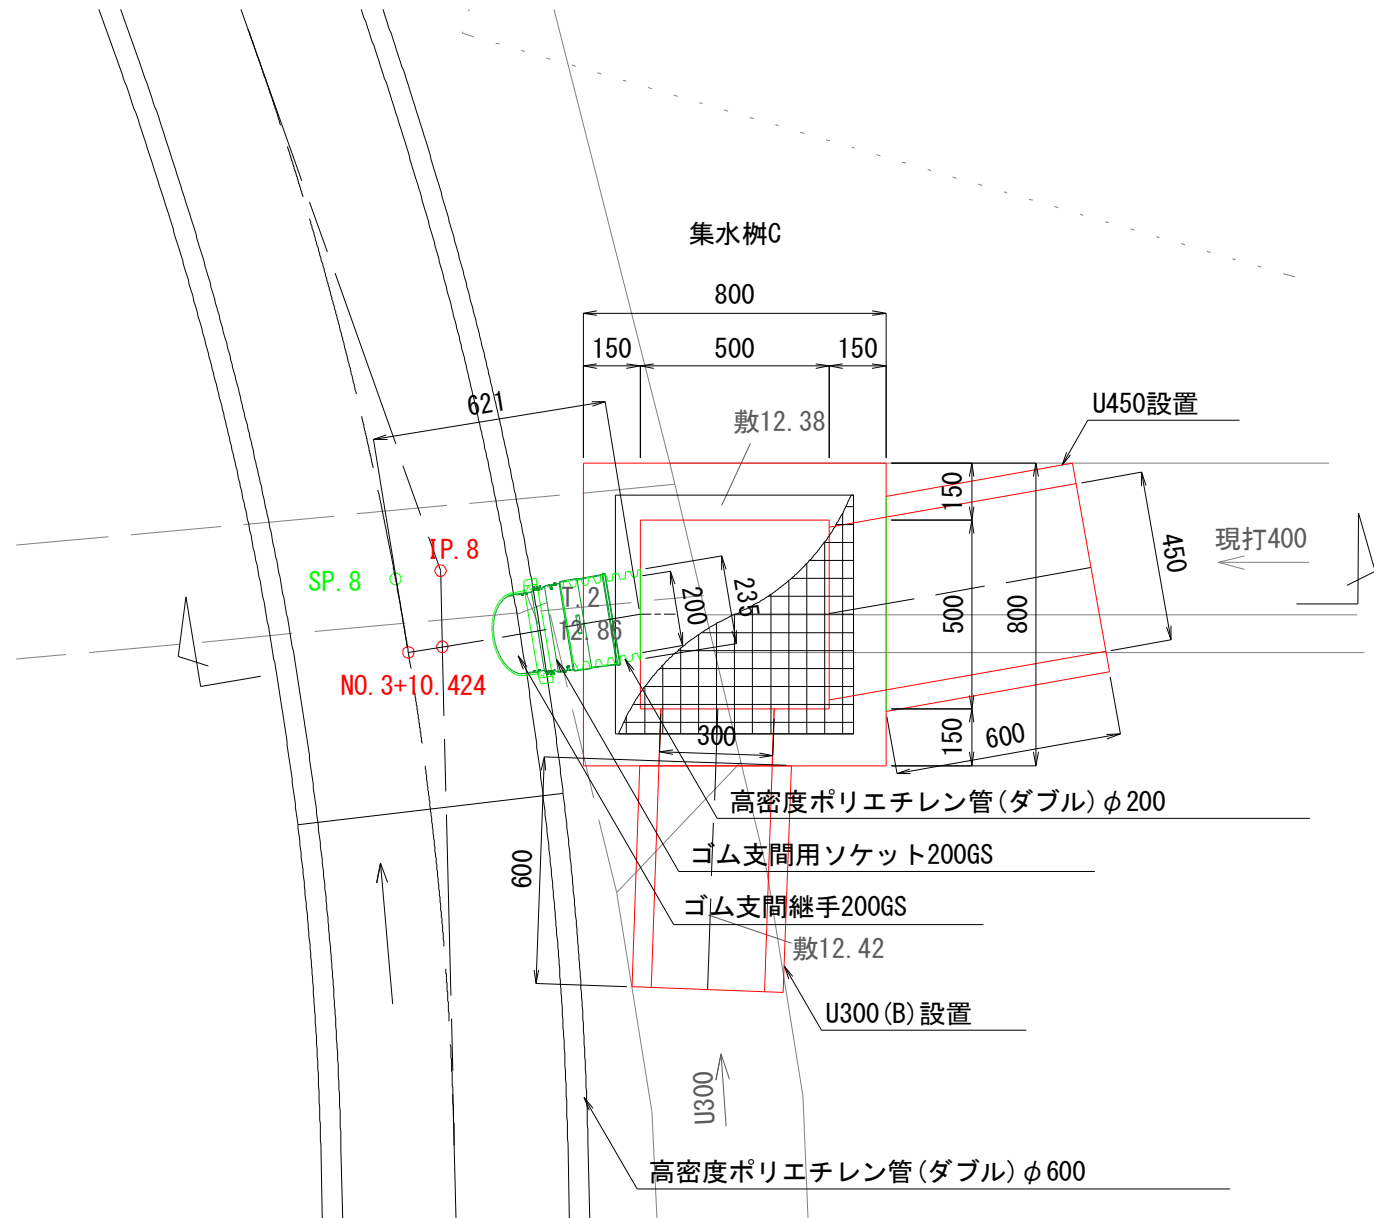 集水桝C
800
150
500
150
621
敷12.38
U450設置
150
現打400
450
IP.8
SP.8
T.2
12.86
200
235
500
800
NO.3+10.424
150
600
300
高密度ポリエチレン管(ダブル)φ200
ゴム支間用ソケット200GS
600
ゴム支間継手200GS
敷12.42
U300(B)設置
U300
高密度ポリエチレン管(ダブル)φ600